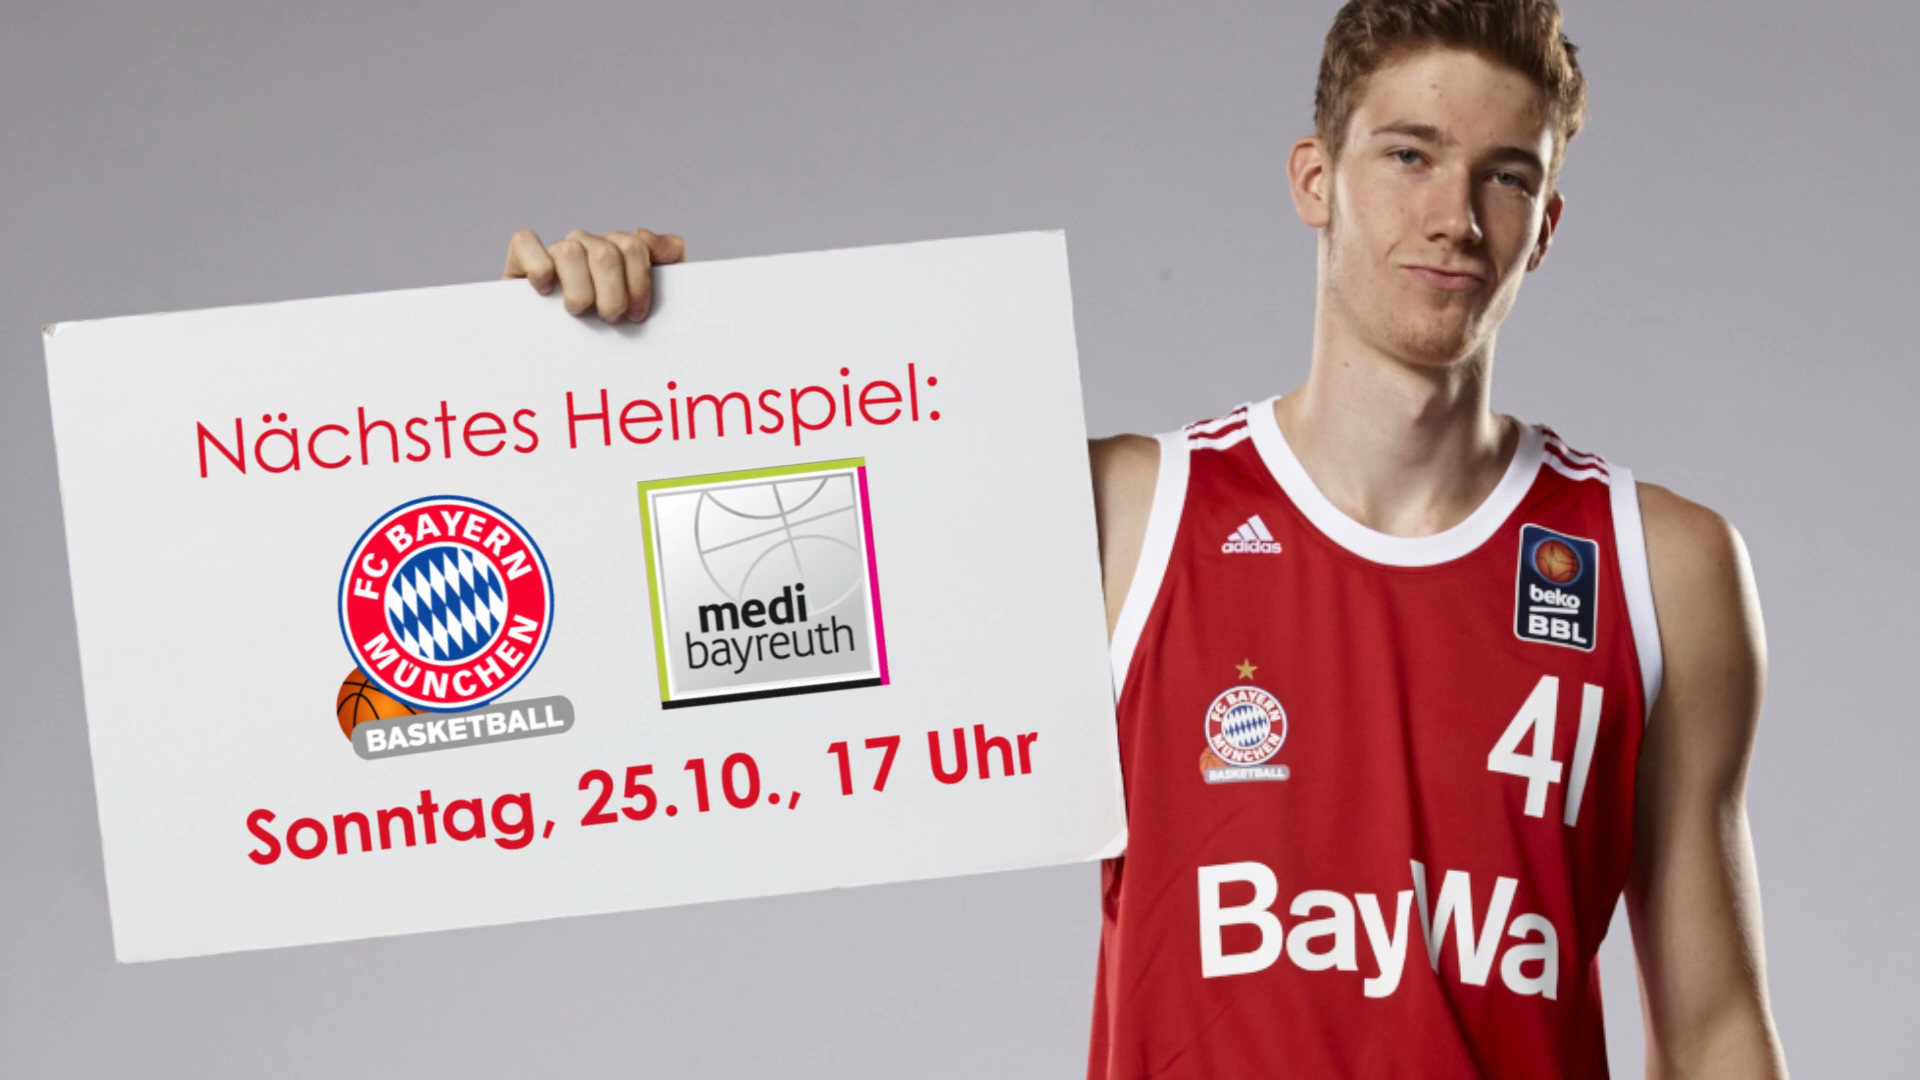 Nächstes Heimspiel:
FC BAYERN
MÜNCHEN
BASKETBALL
medi
bayreuth
Sonntag, 25.10., 17 Uhr
adidas
beko
BBL
FC BAYERN
MÜNCHEN
BASKETBALL
41
BayWa